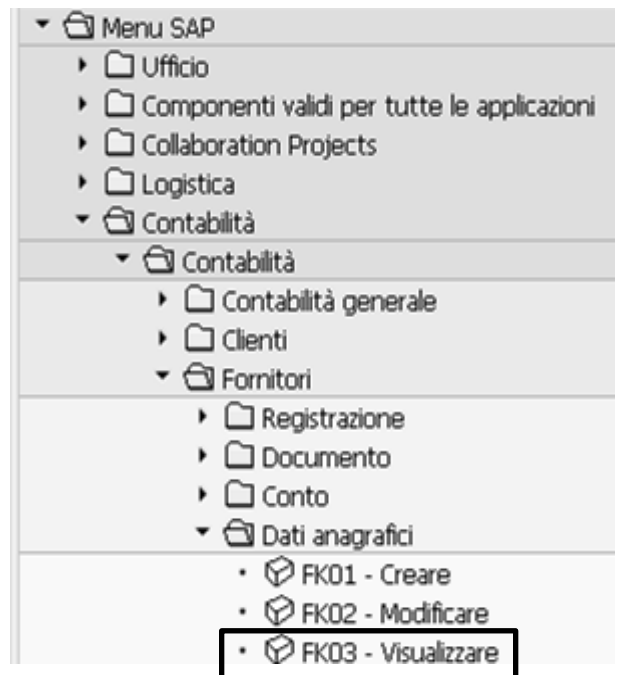 Menu SAP
Ufficio
Componenti validi per tutte le applicazioni
Collaboration Projects
Logistica
Contabilità
Contabilità
Contabilità generale
Clienti
Fornitori
Registrazione
Documento
Conto
Dati anagrafici
FK01 - Creare
FK02 - Modificare
FK03 - Visualizzare